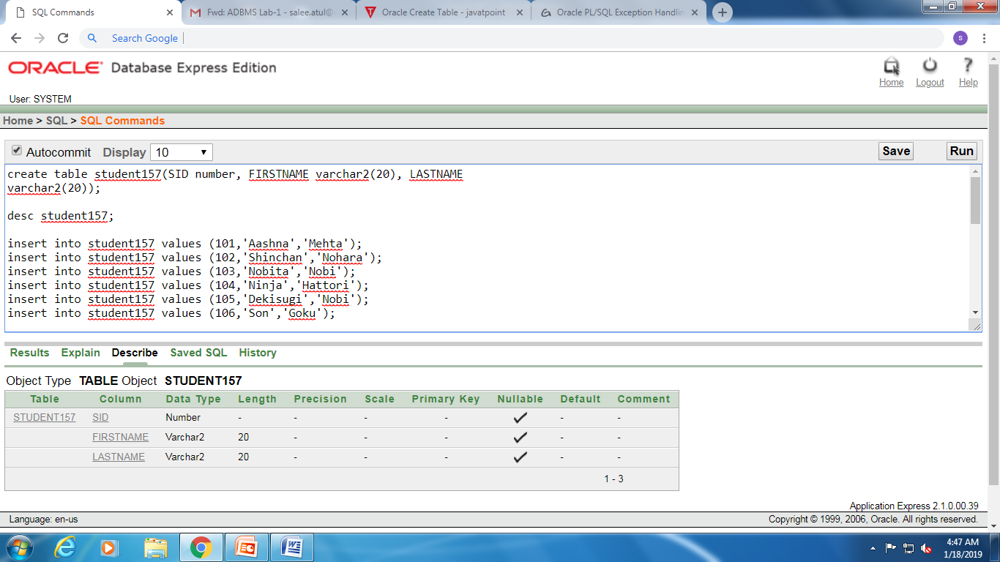 SQL Commands
Fwd: ADBMS Lab-1 - salee.atul@
Oracle Create Table - javatpoint
Oracle PL/SQL Exception Handlin
Search Google
S
ORACLE Database Express Edition
Home
Logout
? Help
User: SYSTEM
Home > SQL > SQL Commands
Autocommit Display 10
Save
Run
create table student157(SID number, FIRSTNAME varchar2(20), LASTNAME
varchar2(20));
desc student157;
insert into student157 values (101,'Aashna','Mehta');
insert into student157 values (102,'Shinchan','Nohara');
insert into student157 values (103,'Nobita','Nobi');
insert into student157 values (104,'Ninja','Hattori');
insert into student157 values (105,'Dekisugi','Nobi');
insert into student157 values (106,'Son','Goku');
Results Explain Describe Saved SQL History
Object Type TABLE Object STUDENT157
Table Column Data Type Length Precision Scale Primary Key Nullable Default Comment
STUDENT157 SID Number - - - - ✓ - -
FIRSTNAME Varchar2 20 - - - ✓ - -
LASTNAME Varchar2 20 - - - ✓ - -
1 - 3
Application Express 2.1.0.00.39
Language: en-us
Copyright © 1999, 2006, Oracle. All rights reserved.
4:47 AM
1/18/2019